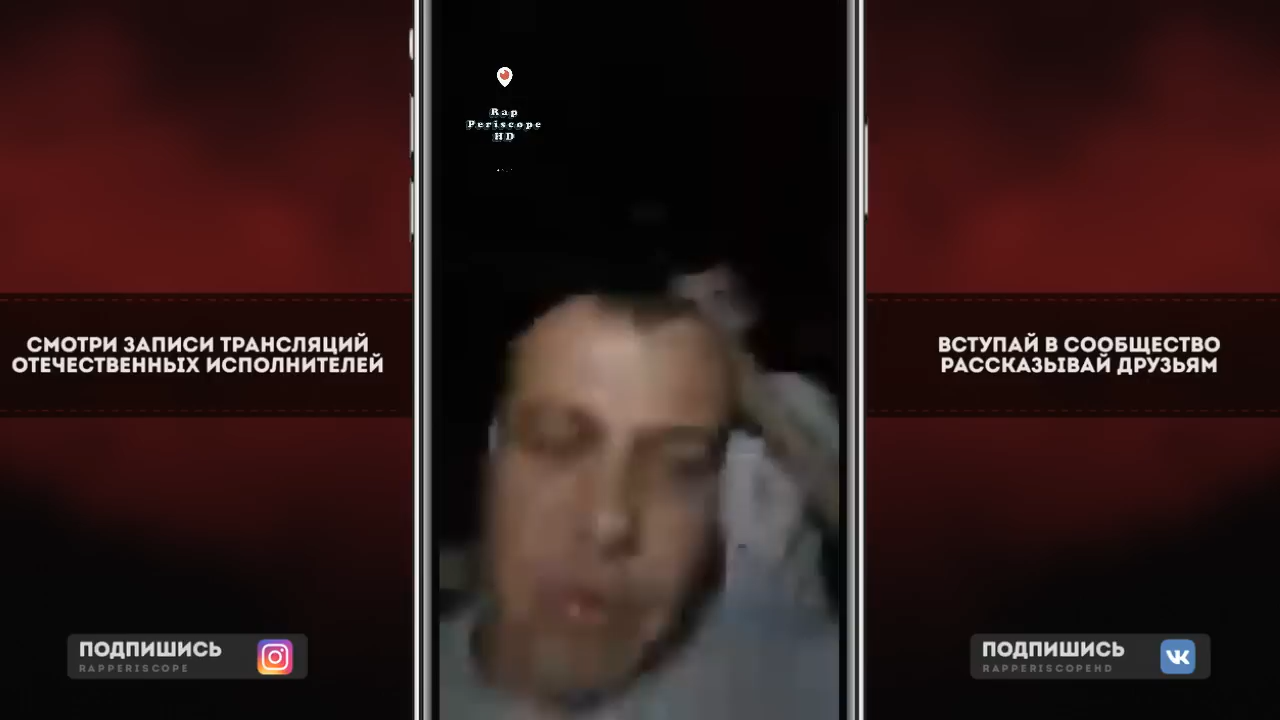 Rap
Periscope
HD
СМОТРИ ЗАПИСИ ТРАНСЛЯЦИЙ
ОТЕЧЕСТВЕННЫХ ИСПОЛНИТЕЛЕЙ
ВСТУПАЙ В СООБЩЕСТВО
РАССКАЗЫВАЙ ДРУЗЬЯМ
ПОДПИШИСЬ
RAPPERISCOPE
ПОДПИШИСЬ
RAPPERISCOPEHD